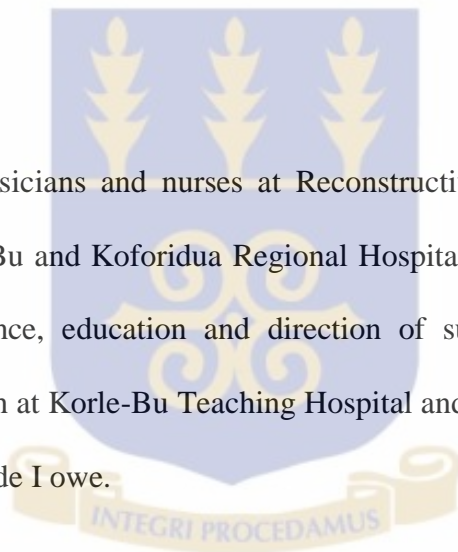 sicians and nurses at Reconstructi
Bu and Koforidua Regional Hospita
nce, education and direction of su
n at Korle-Bu Teaching Hospital and
de I owe.
INTEGRI PROCEDAMUS